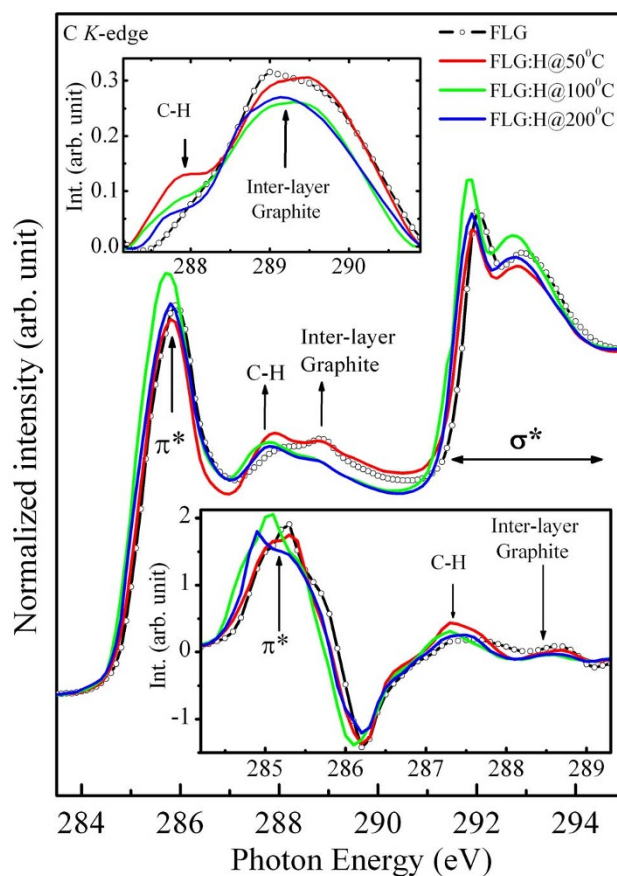 C K-edge
FLG
FLG:H@50⁰C
FLG:H@100⁰C
FLG:H@200⁰C
Int. (arb. unit)
0.3
0.2
0.1
0.0
C-H
Inter-layer
Graphite
288 289 290
Normalized intensity (arb. unit)
π*
C-H
Inter-layer
Graphite
σ*
Int. (arb. unit)
2
1
0
-1
π*
C-H
Inter-layer
Graphite
285 286 287 288 289
284 286 288 290 292 294
Photon Energy (eV)